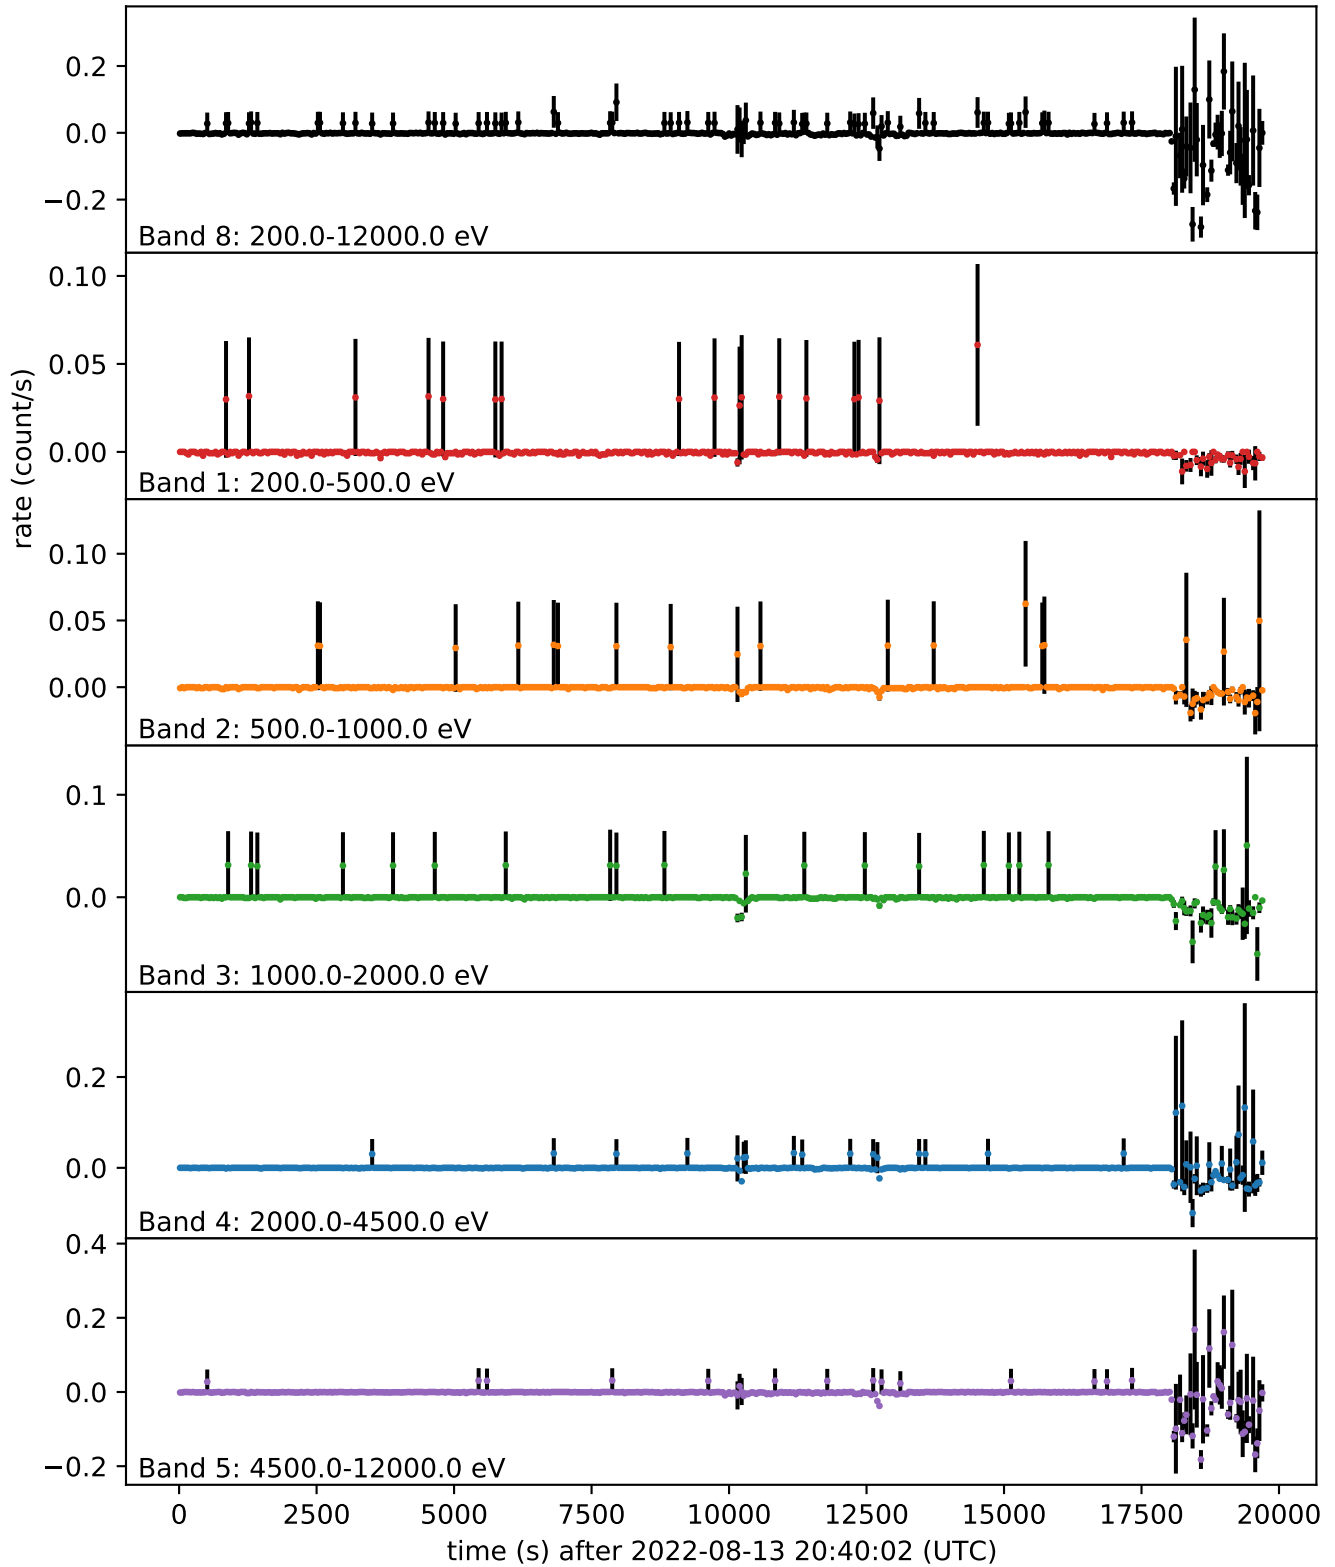 0.2
0.0
−0.2
Band 8: 200.0-12000.0 eV
0.10
0.05
0.00
Band 1: 200.0-500.0 eV
rate (count/s)
0.10
0.05
0.00
Band 2: 500.0-1000.0 eV
0.1
0.0
Band 3: 1000.0-2000.0 eV
0.2
0.0
Band 4: 2000.0-4500.0 eV
0.4
0.2
0.0
−0.2
Band 5: 4500.0-12000.0 eV
0 2500 5000 7500 10000 12500 15000 17500 20000
time (s) after 2022-08-13 20:40:02 (UTC)